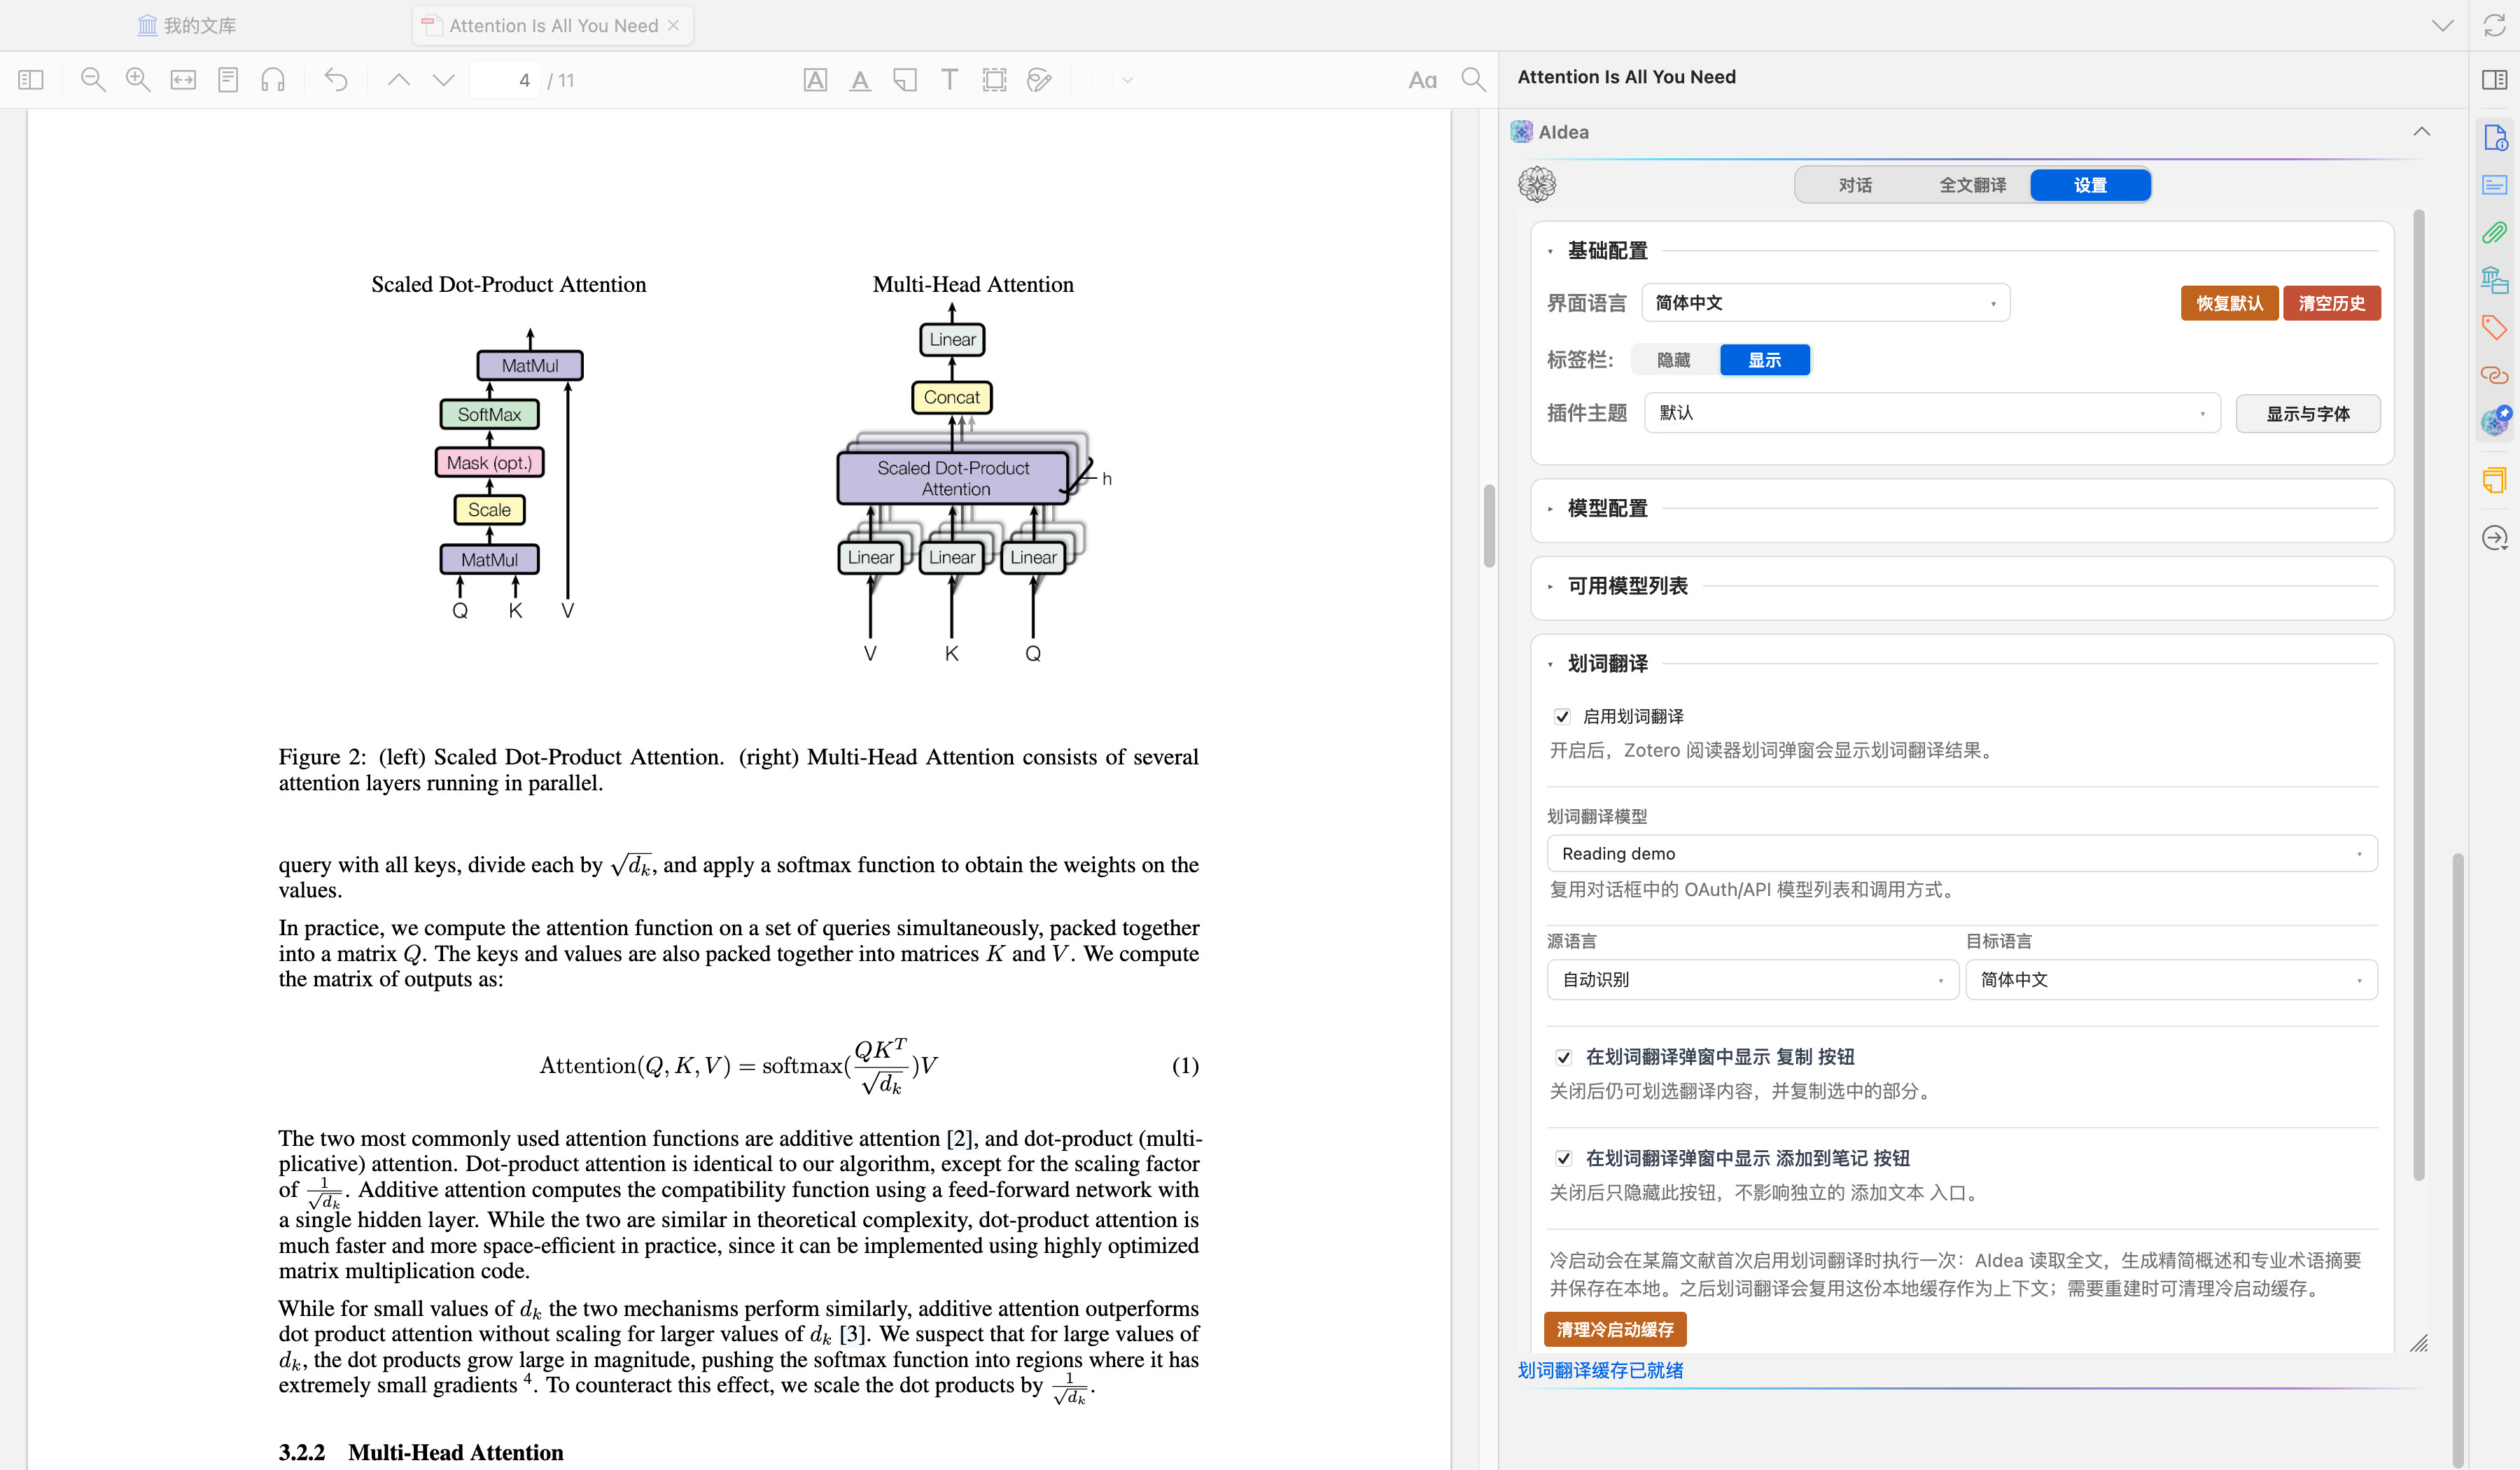 我的文库
Attention Is All You Need
4 / 11
A
A
T
Aa
Scaled Dot-Product Attention
MatMul
SoftMax
Mask (opt.)
Scale
MatMul
Q K V
Multi-Head Attention
Linear
Concat
Scaled Dot-Product
Attention
h
Linear Linear Linear
V K Q
Figure 2: (left) Scaled Dot-Product Attention. (right) Multi-Head Attention consists of several
attention layers running in parallel.
query with all keys, divide each by √dk, and apply a softmax function to obtain the weights on the
values.
In practice, we compute the attention function on a set of queries simultaneously, packed together
into a matrix Q. The keys and values are also packed together into matrices K and V. We compute
the matrix of outputs as:
Attention(Q, K, V) = softmax(QK^T/√dk)V (1)
The two most commonly used attention functions are additive attention [2], and dot-product (multi-
plicative) attention. Dot-product attention is identical to our algorithm, except for the scaling factor
of 1/√dk. Additive attention computes the compatibility function using a feed-forward network with
a single hidden layer. While the two are similar in theoretical complexity, dot-product attention is
much faster and more space-efficient in practice, since it can be implemented using highly optimized
matrix multiplication code.
While for small values of dk the two mechanisms perform similarly, additive attention outperforms
dot product attention without scaling for larger values of dk [3]. We suspect that for large values of
dk, the dot products grow large in magnitude, pushing the softmax function into regions where it has
extremely small gradients 4. To counteract this effect, we scale the dot products by 1/√dk.
3.2.2 Multi-Head Attention
Attention Is All You Need
AIdea
对话 全文翻译 设置
基础配置
界面语言 简体中文 恢复默认 清空历史
标签栏: 隐藏 显示
插件主题 默认 显示与字体
模型配置
可用模型列表
划词翻译
启用划词翻译
开启后，Zotero 阅读器划词弹窗会显示划词翻译结果。
划词翻译模型
Reading demo
复用对话框中的 OAuth/API 模型列表和调用方式。
源语言 目标语言
自动识别 简体中文
在划词翻译弹窗中显示 复制 按钮
关闭后仍可划选翻译内容，并复制选中的部分。
在划词翻译弹窗中显示 添加到笔记 按钮
关闭后只隐藏此按钮，不影响独立的 添加文本 入口。
冷启动会在某篇文献首次启用划词翻译时执行一次：AIdea 读取全文，生成精简概述和专业术语摘要
并保存在本地。之后划词翻译会复用这份本地缓存作为上下文；需要重建时可清理冷启动缓存。
清理冷启动缓存
划词翻译缓存已就绪